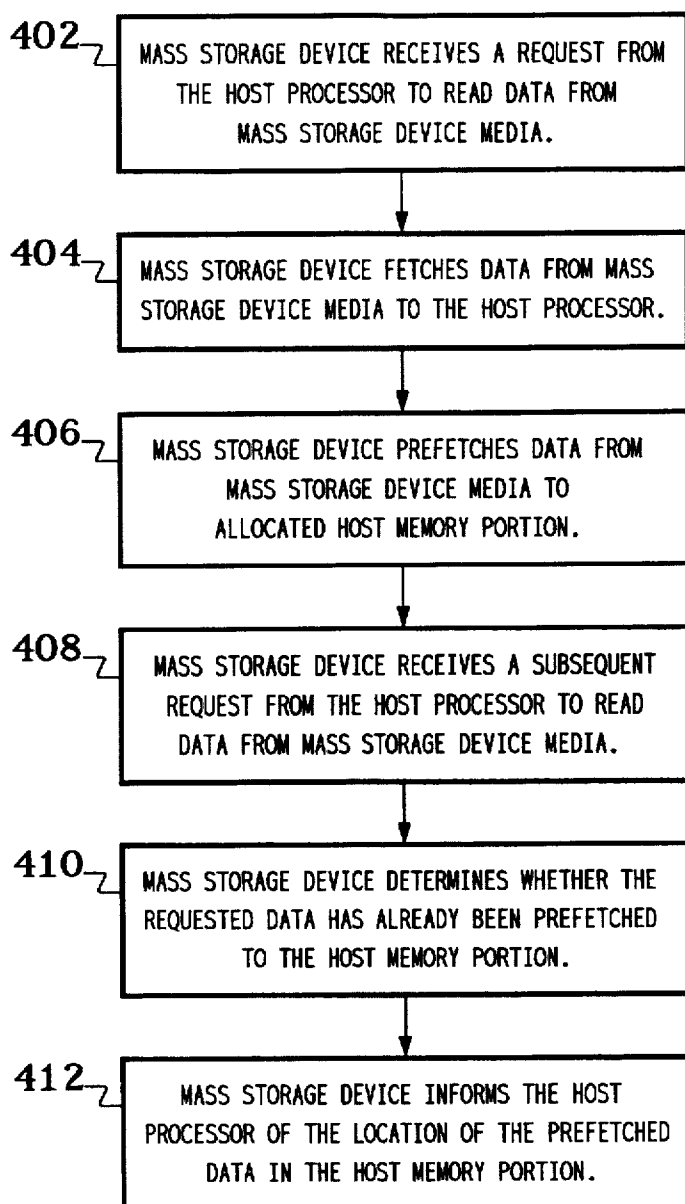 402
MASS STORAGE DEVICE RECEIVES A REQUEST FROM
THE HOST PROCESSOR TO READ DATA FROM
MASS STORAGE DEVICE MEDIA.
404
MASS STORAGE DEVICE FETCHES DATA FROM MASS
STORAGE DEVICE MEDIA TO THE HOST PROCESSOR.
406
MASS STORAGE DEVICE PREFETCHES DATA FROM
MASS STORAGE DEVICE MEDIA TO
ALLOCATED HOST MEMORY PORTION.
408
MASS STORAGE DEVICE RECEIVES A SUBSEQUENT
REQUEST FROM THE HOST PROCESSOR TO READ
DATA FROM MASS STORAGE DEVICE MEDIA.
410
MASS STORAGE DEVICE DETERMINES WHETHER THE
REQUESTED DATA HAS ALREADY BEEN PREFETCHED
TO THE HOST MEMORY PORTION.
412
MASS STORAGE DEVICE INFORMS THE HOST
PROCESSOR OF THE LOCATION OF THE PREFETCHED
DATA IN THE HOST MEMORY PORTION.